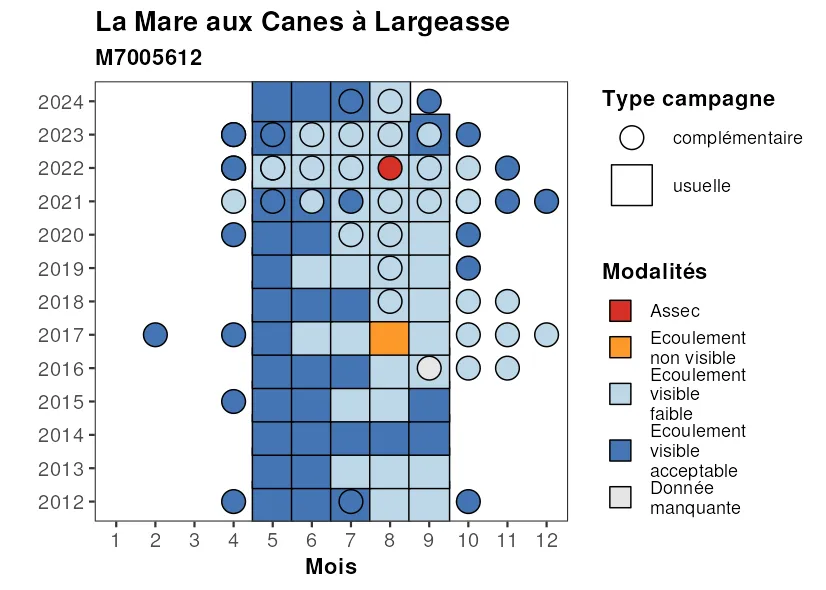 La Mare aux Canes à Largeasse
M7005612
2024
2023
2022
2021
2020
2019
2018
2017
2016
2015
2014
2013
2012
1 2 3 4 5 6 7 8 9 10 11 12
Mois
Type campagne
complémentaire
usuelle
Modalités
Assec
Ecoulement
non visible
Ecoulement
visible
faible
Ecoulement
visible
acceptable
Donnée
manquante